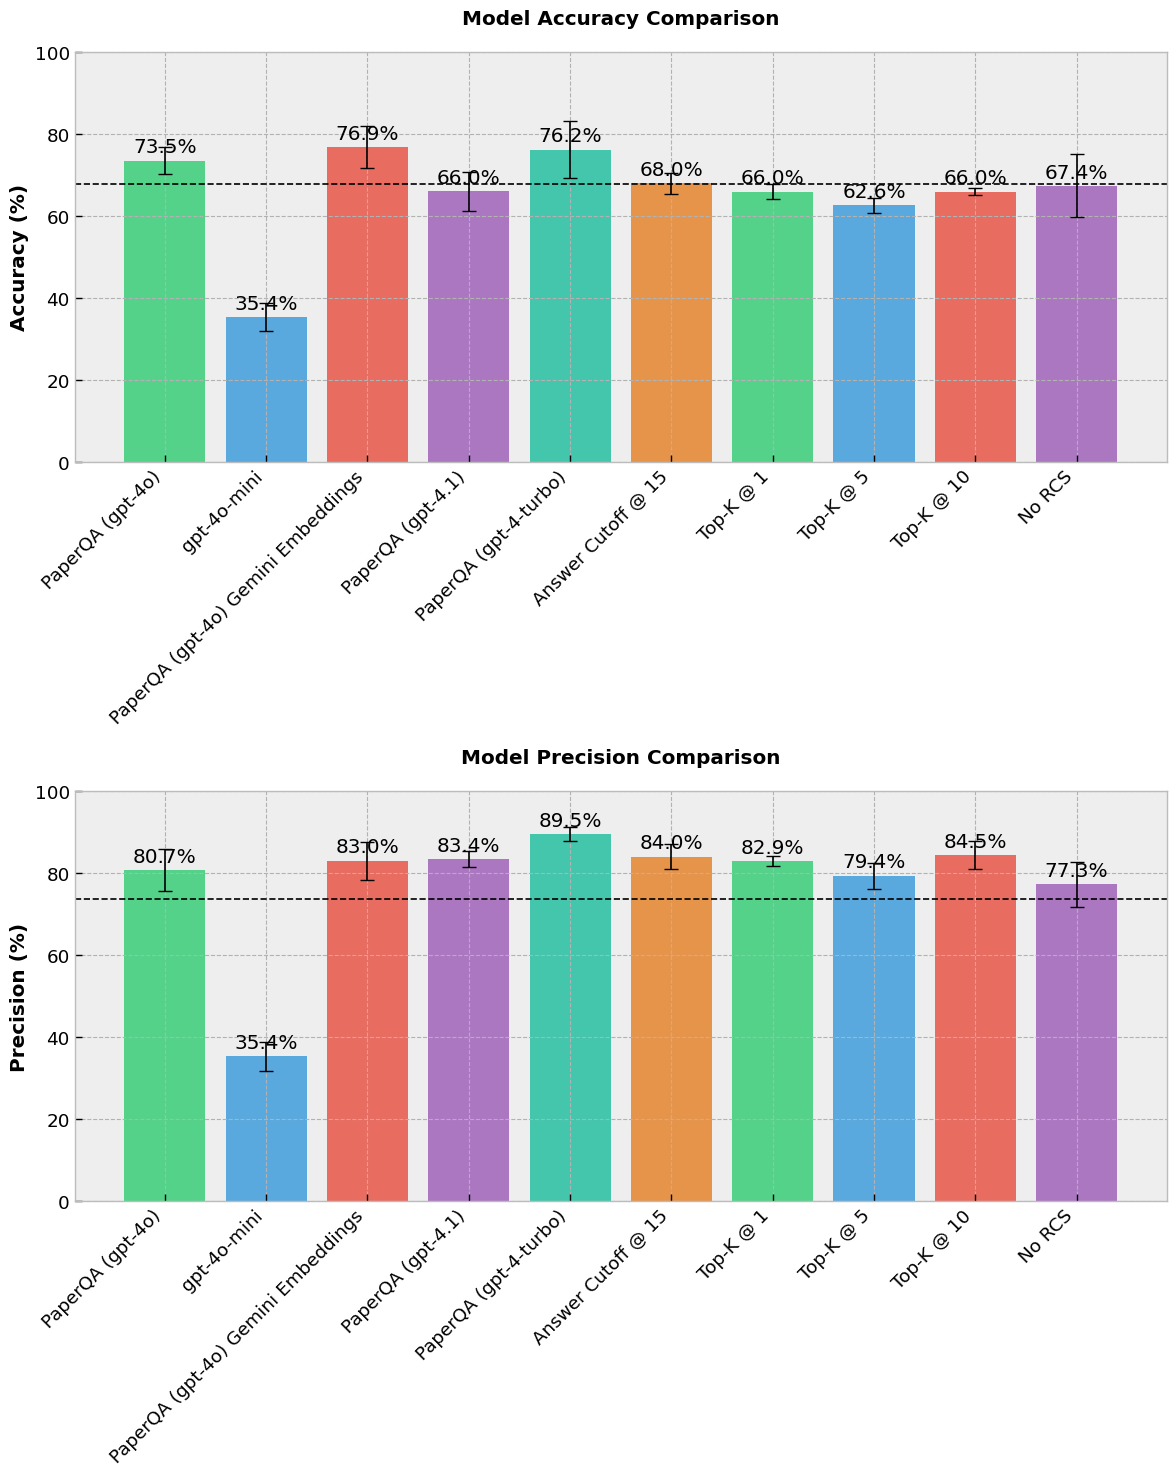 Model Accuracy Comparison
Accuracy (%)
100
80
60
40
20
0
73.5%
35.4%
76.9%
66.0%
76.2%
68.0%
66.0%
62.6%
66.0%
67.4%
PaperQA (gpt-4o)
gpt-4o-mini
PaperQA (gpt-4o) Gemini Embeddings
PaperQA (gpt-4.1)
PaperQA (gpt-4-turbo)
Answer Cutoff @ 15
Top-K @ 1
Top-K @ 5
Top-K @ 10
No RCS
Model Precision Comparison
Precision (%)
100
80
60
40
20
0
80.7%
35.4%
83.0%
83.4%
89.5%
84.0%
82.9%
79.4%
84.5%
77.3%
PaperQA (gpt-4o)
gpt-4o-mini
PaperQA (gpt-4o) Gemini Embeddings
PaperQA (gpt-4.1)
PaperQA (gpt-4-turbo)
Answer Cutoff @ 15
Top-K @ 1
Top-K @ 5
Top-K @ 10
No RCS